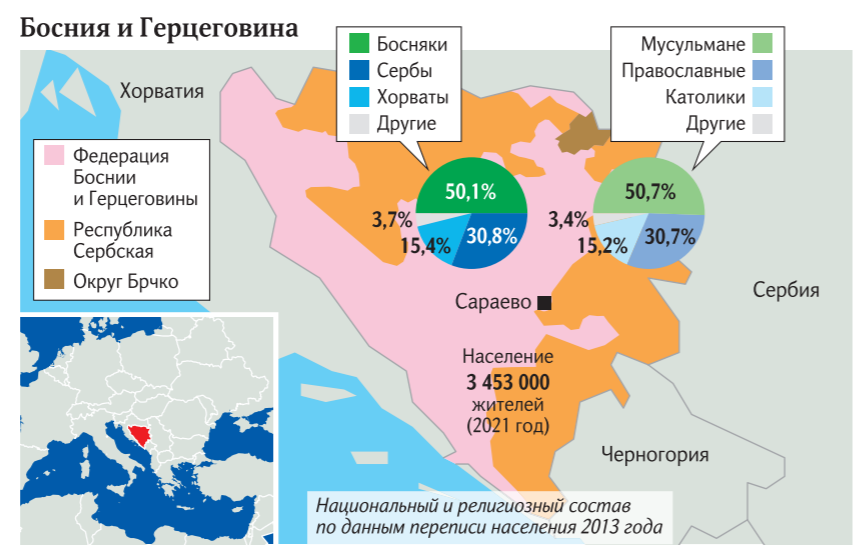 Босния и Герцеговина
Хорватия
Федерация
Боснии
и Герцеговины
Республика
Сербская
Округ Брчко
Босняки
Сербы
Хорваты
Другие
50,1%
3,7%
15,4%
30,8%
Мусульмане
Православные
Католики
Другие
50,7%
3,4%
15,2%
30,7%
Сараево
Сербия
Население
3 453 000
жителей
(2021 год)
Черногория
Национальный и религиозный состав
по данным переписи населения 2013 года